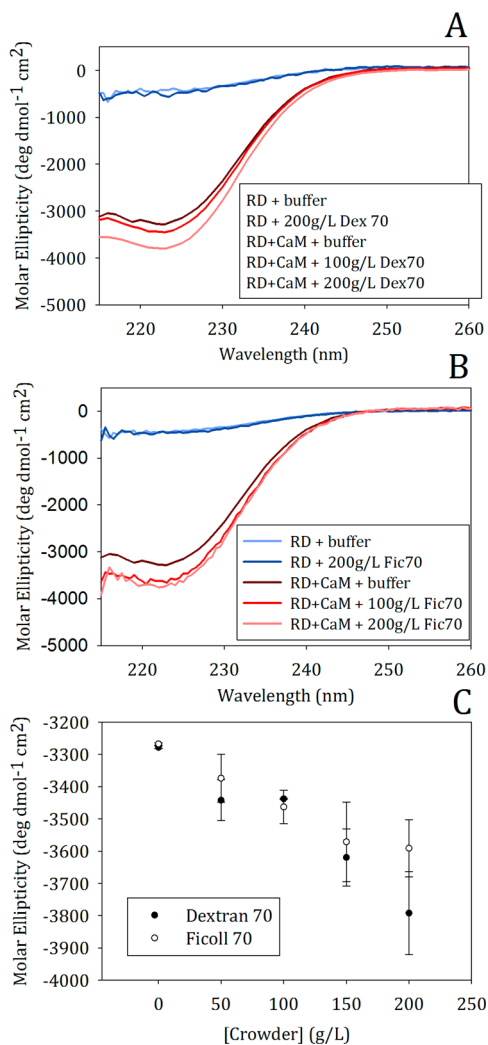 A
0
-1000
-2000
-3000
-4000
-5000
Molar Ellipticity (deg dmol-1 cm2)
RD + buffer
RD + 200g/L Dex 70
RD+CaM + buffer
RD+CaM + 100g/L Dex70
RD+CaM + 200g/L Dex70
220 230 240 250 260
Wavelength (nm)
B
0
-1000
-2000
-3000
-4000
-5000
Molar Ellipticity (deg dmol-1 cm2)
RD + buffer
RD + 200g/L Fic70
RD+CaM + buffer
RD+CaM + 100g/L Fic70
RD+CaM + 200g/L Fic70
220 230 240 250 260
Wavelength (nm)
C
-3200
-3300
-3400
-3500
-3600
-3700
-3800
-3900
-4000
Molar Ellipticity (deg dmol-1 cm2)
Dextran 70
Ficoll 70
0 50 100 150 200 250
[Crowder] (g/L)